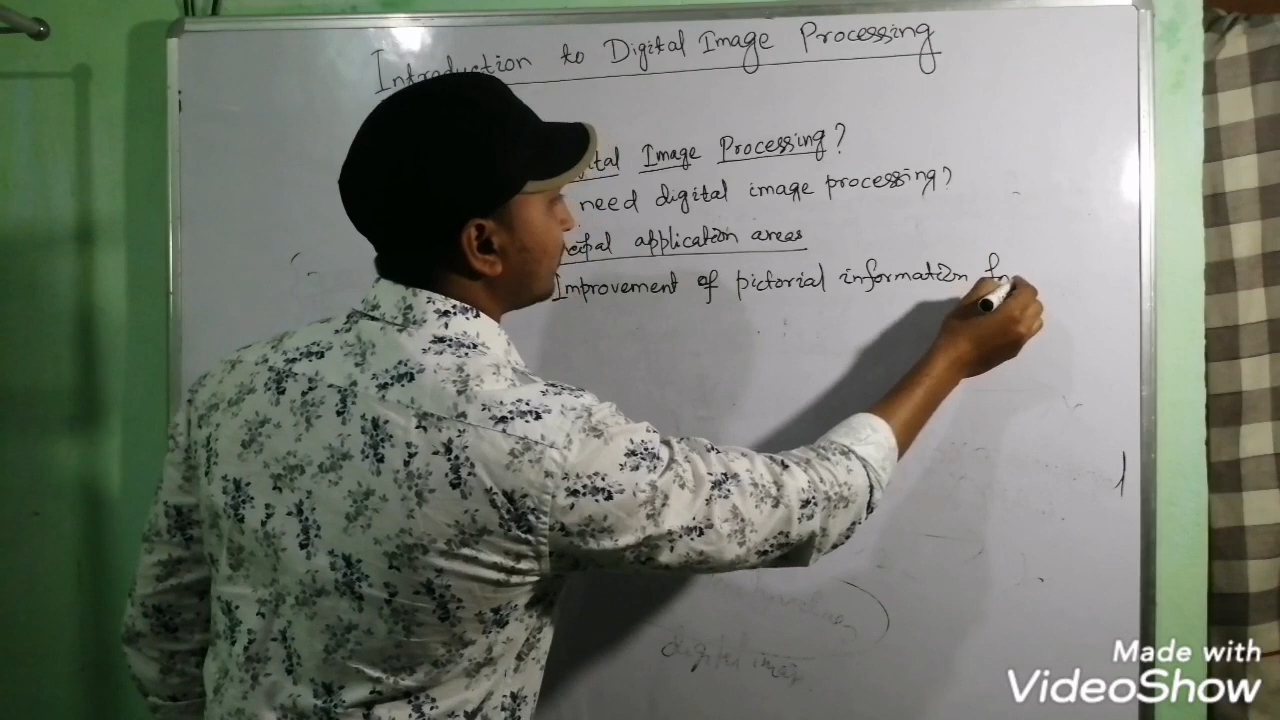 Introduction to Digital Image Processing
Image Processing?
need digital image processing?
application areas
Improvement of pictorial information
digital
Made with
VideoShow